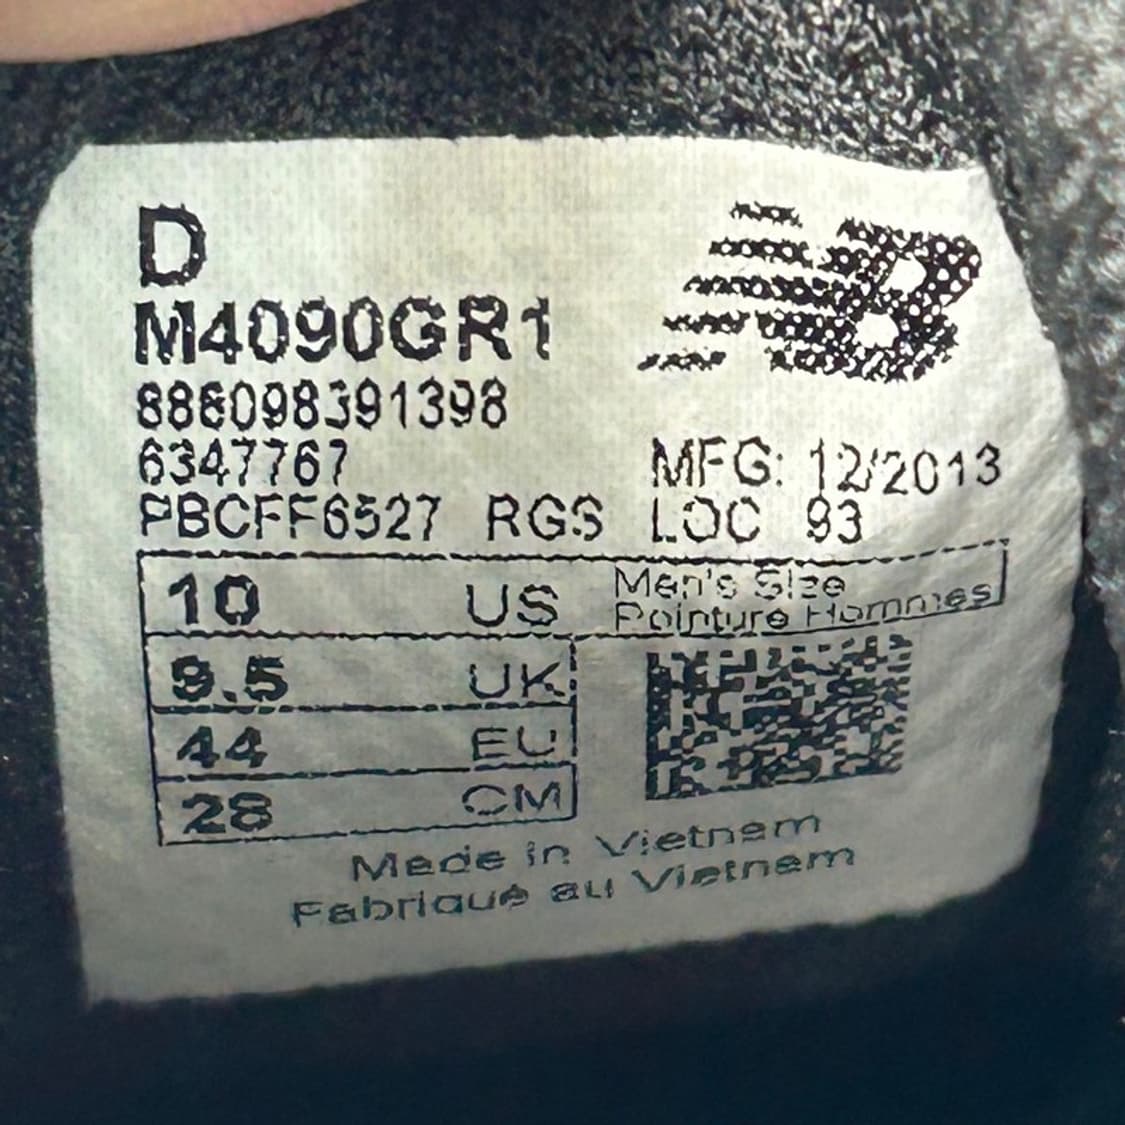 D
M4090GR1
886098391398
6347767 MFG: 12/2013
PBCFF6527 RGS LOC 93
10 US Men's Size
Pointure Hommes
9.5 UK
44 EU
28 CM
Made in Vietnam
Fabriqué au Vietnam